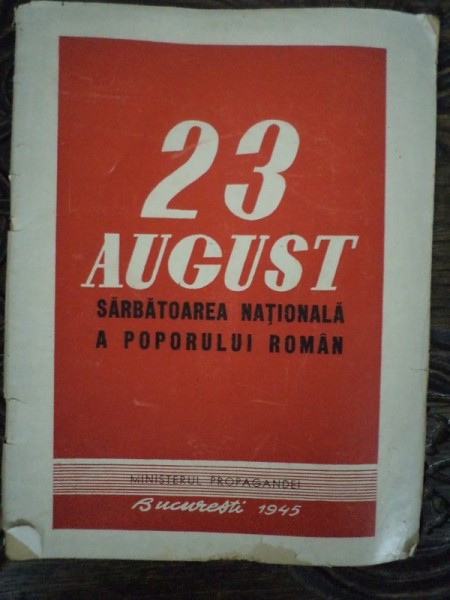 23
AUGUST
SĂRBĂTOAREA NAȚIONALĂ
A POPORULUI ROMÂN
MINISTERUL PROPAGANDEI
București 1945